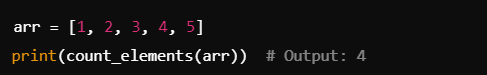 arr = [1, 2, 3, 4, 5]
print(count_elements(arr))  # Output: 4